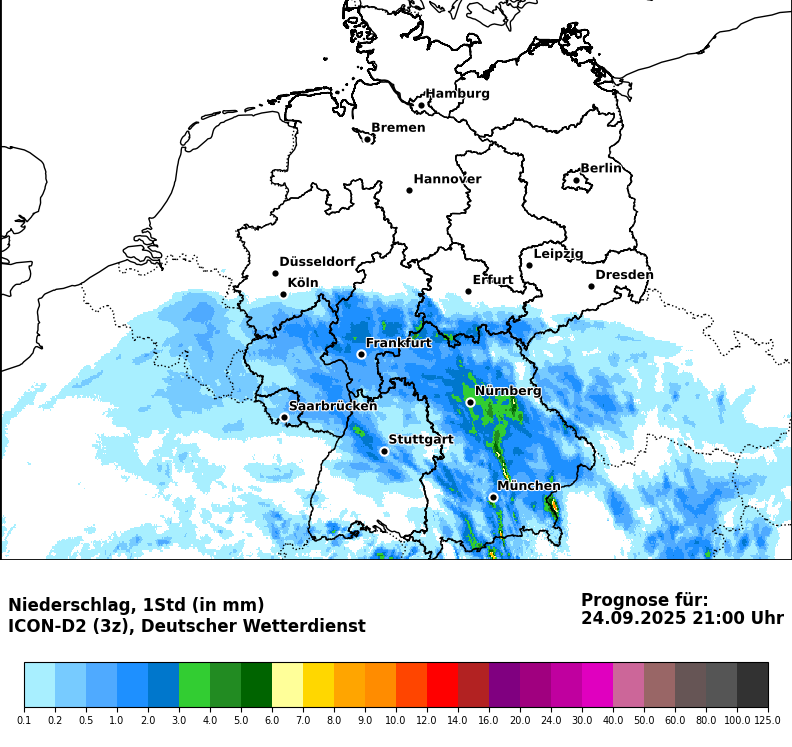 Hamburg
Bremen
Berlin
Hannover
Leipzig
Düsseldorf
Dresden
Köln
Erfurt
Frankfurt
Nürnberg
Saarbrücken
Stuttgart
München
Niederschlag, 1Std (in mm)
ICON-D2 (3z), Deutscher Wetterdienst
Prognose für:
24.09.2025 21:00 Uhr
0.1 0.2 0.5 1.0 2.0 3.0 4.0 5.0 6.0 7.0 8.0 9.0 10.0 12.0 14.0 16.0 20.0 24.0 30.0 40.0 50.0 60.0 80.0 100.0 125.0